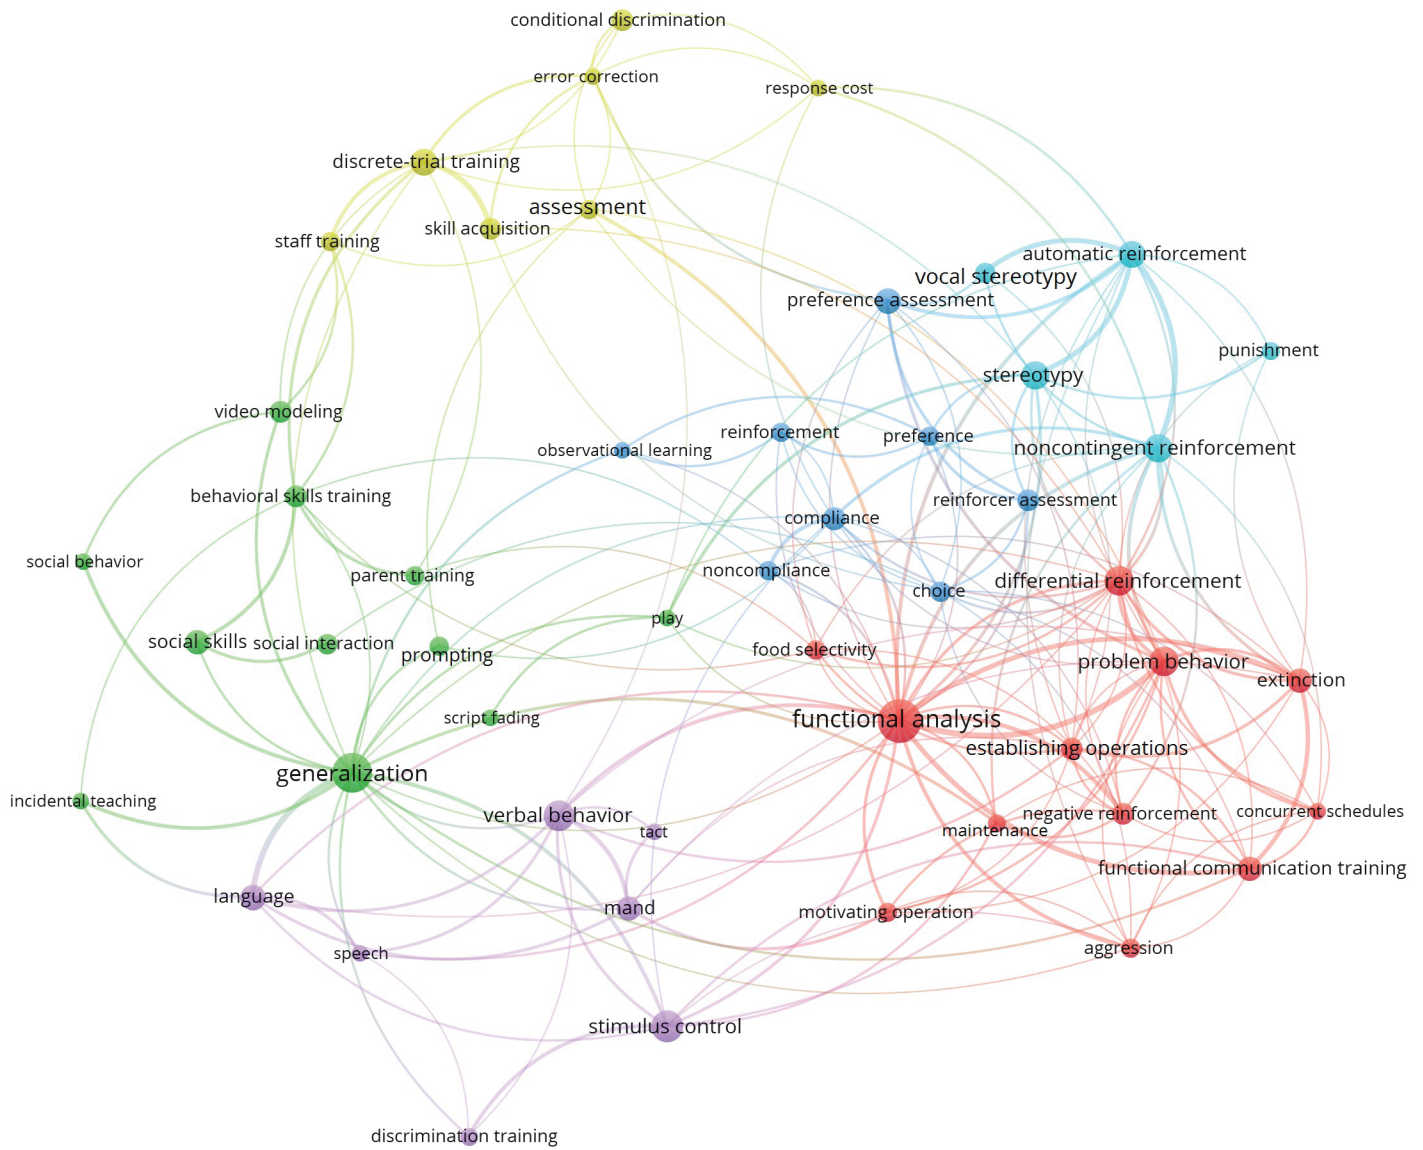 conditional discrimination
error correction
response cost
discrete-trial training
assessment
skill acquisition
staff training
automatic reinforcement
vocal stereotypy
preference assessment
punishment
stereotypy
video modeling
reinforcement
preference
observational learning
noncontingent reinforcement
behavioral skills training
reinforcer assessment
compliance
social behavior
noncompliance
parent training
differential reinforcement
choice
play
social skills
social interaction
prompting
food selectivity
problem behavior
extinction
script fading
functional analysis
establishing operations
generalization
incidental teaching
verbal behavior
tact
maintenance
negative reinforcement
concurrent schedules
functional communication training
language
mand
motivating operation
speech
aggression
stimulus control
discrimination training